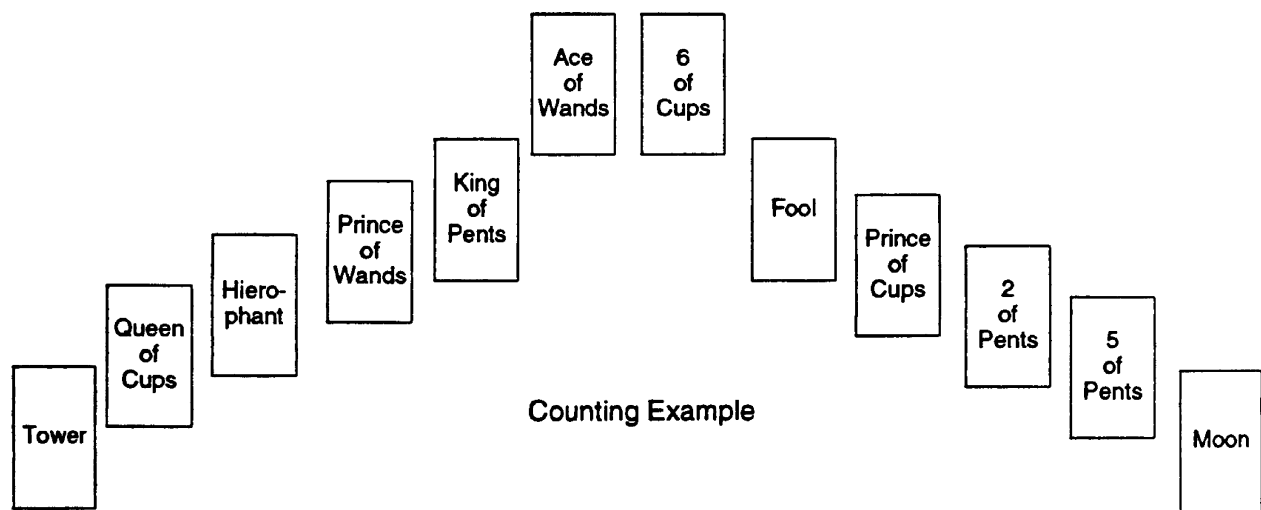 Tower
Queen
of
Cups
Hiero-
phant
Prince
of
Wands
King
of
Pents
Ace
of
Wands
6
of
Cups
Fool
Prince
of
Cups
2
of
Pents
5
of
Pents
Moon
Counting Example